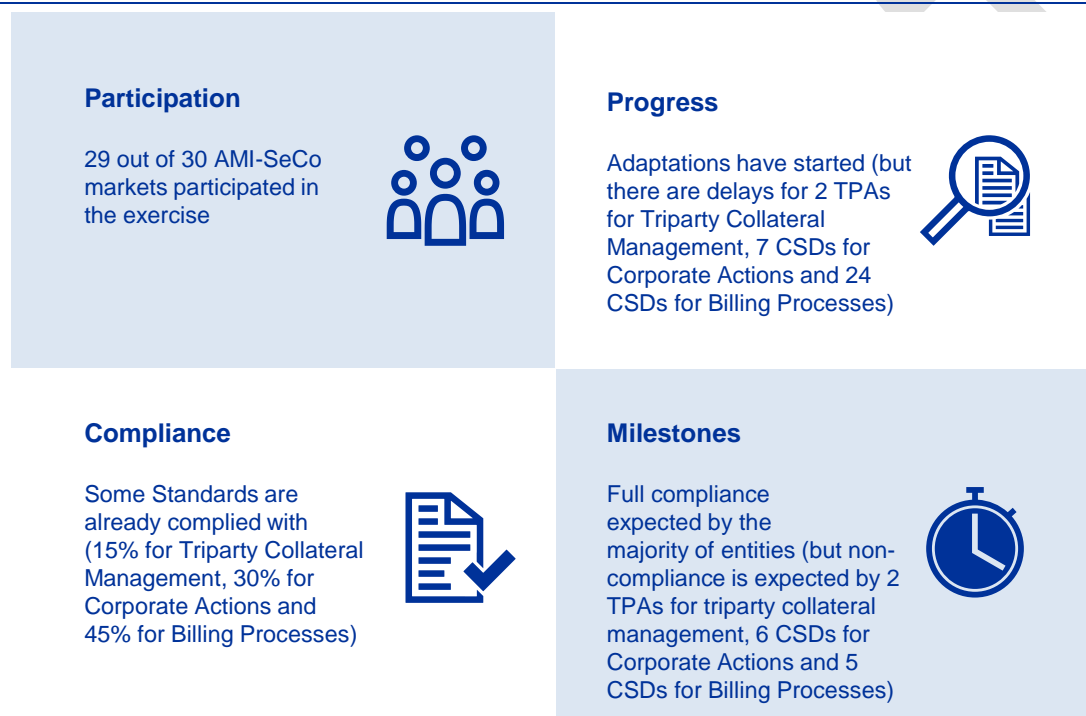 Participation
29 out of 30 AMI-SeCo
markets participated in
the exercise
Progress
Adaptations have started (but
there are delays for 2 TPAs
for Triparty Collateral
Management, 7 CSDs for
Corporate Actions and 24
CSDs for Billing Processes)
Compliance
Some Standards are
already complied with
(15% for Triparty Collateral
Management, 30% for
Corporate Actions and
45% for Billing Processes)
Milestones
Full compliance
expected by the
majority of entities (but non-
compliance is expected by 2
TPAs for triparty collateral
management, 6 CSDs for
Corporate Actions and 5
CSDs for Billing Processes)